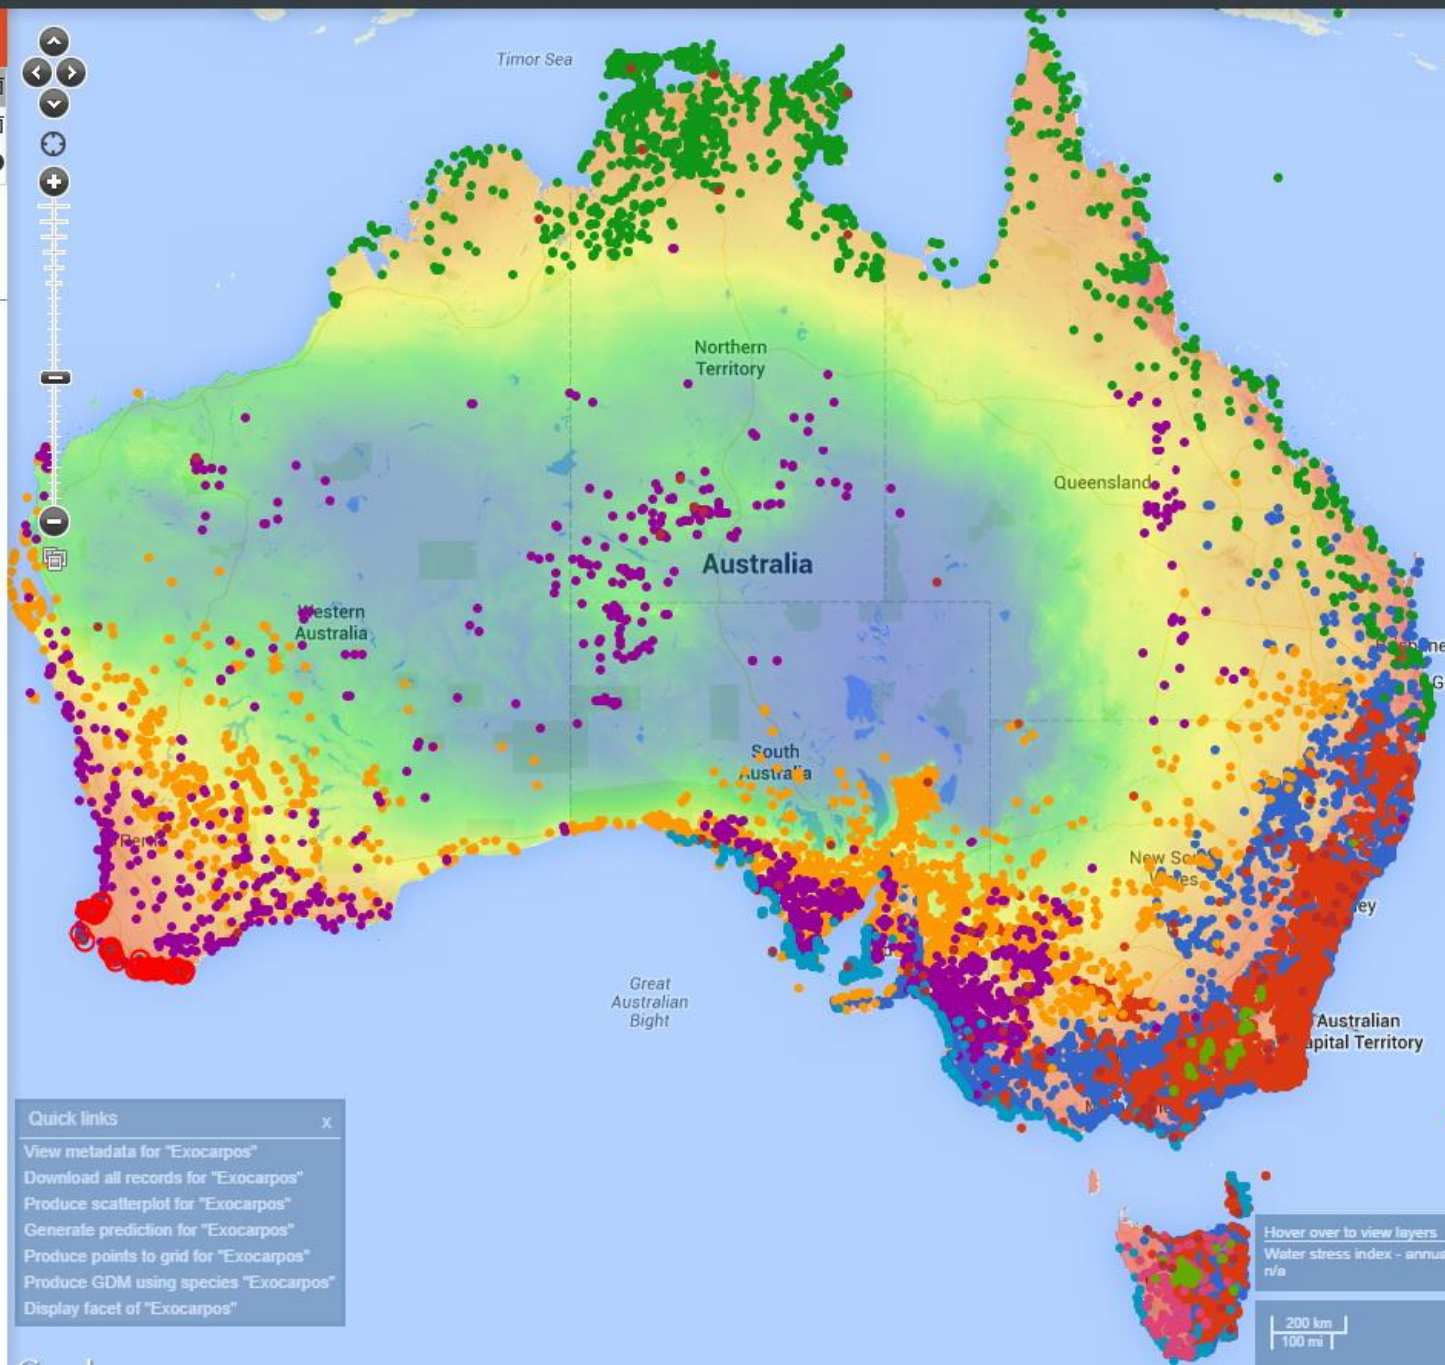 Timor Sea
Northern
Territory
Queensland
Australia
Western
Australia
South
Australia
Perth
New South
Wales
Great
Australian
Bight
Australian
Capital Territory
Quick links
x
View metadata for "Exocarpos"
Download all records for "Exocarpos"
Produce scatterplot for "Exocarpos"
Generate prediction for "Exocarpos"
Produce points to grid for "Exocarpos"
Produce GDM using species "Exocarpos"
Display facet of "Exocarpos"
Hover over to view layers
Water stress index - annua
n/a
200 km
100 mi